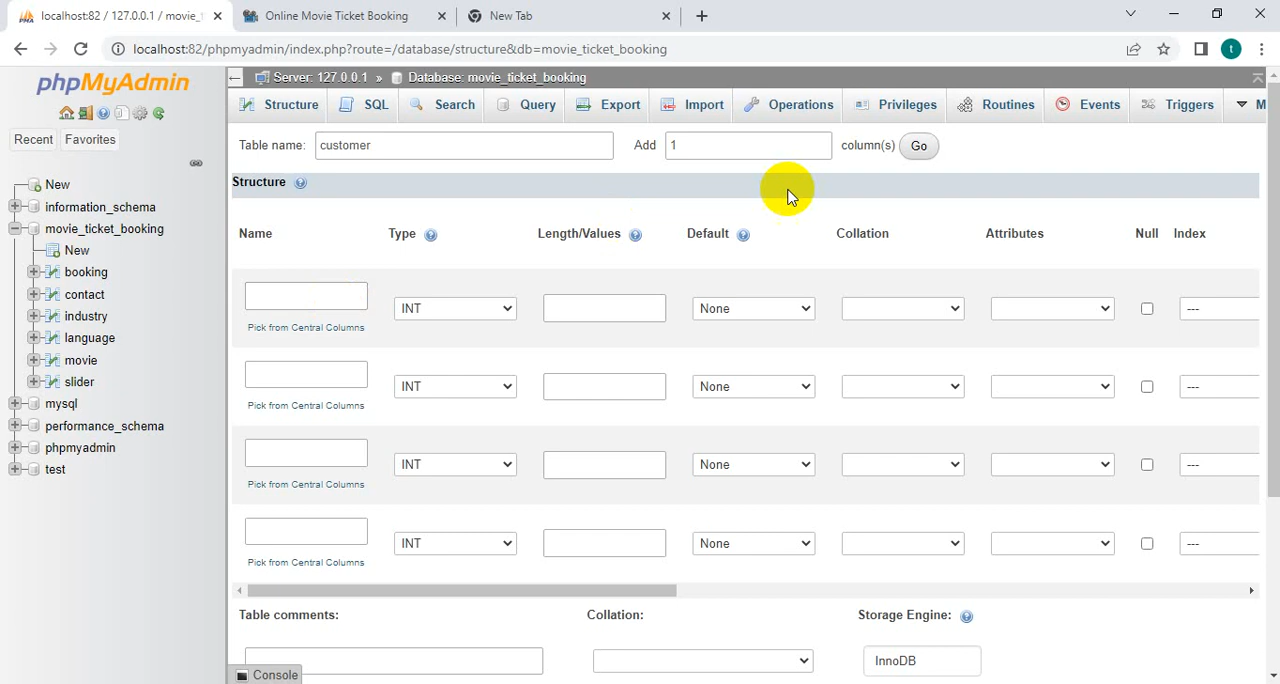 localhost:82 / 127.0.0.1 / movie_t
Online Movie Ticket Booking
New Tab
localhost:82/phpmyadmin/index.php?route=/database/structure&db=movie_ticket_booking
t
phpMyAdmin
Server: 127.0.0.1 » Database: movie_ticket_booking
Structure SQL Search Query Export Import Operations Privileges Routines Events Triggers M
Recent Favorites
Table name: customer Add 1 column(s) Go
Structure
New
information_schema
movie_ticket_booking
New
booking
contact
industry
language
movie
slider
mysql
performance_schema
phpmyadmin
test
Name Type Length/Values Default Collation Attributes Null Index
INT None ---
Pick from Central Columns
INT None ---
Pick from Central Columns
INT None ---
Pick from Central Columns
INT None ---
Pick from Central Columns
Table comments: Collation: Storage Engine:
InnoDB
Console